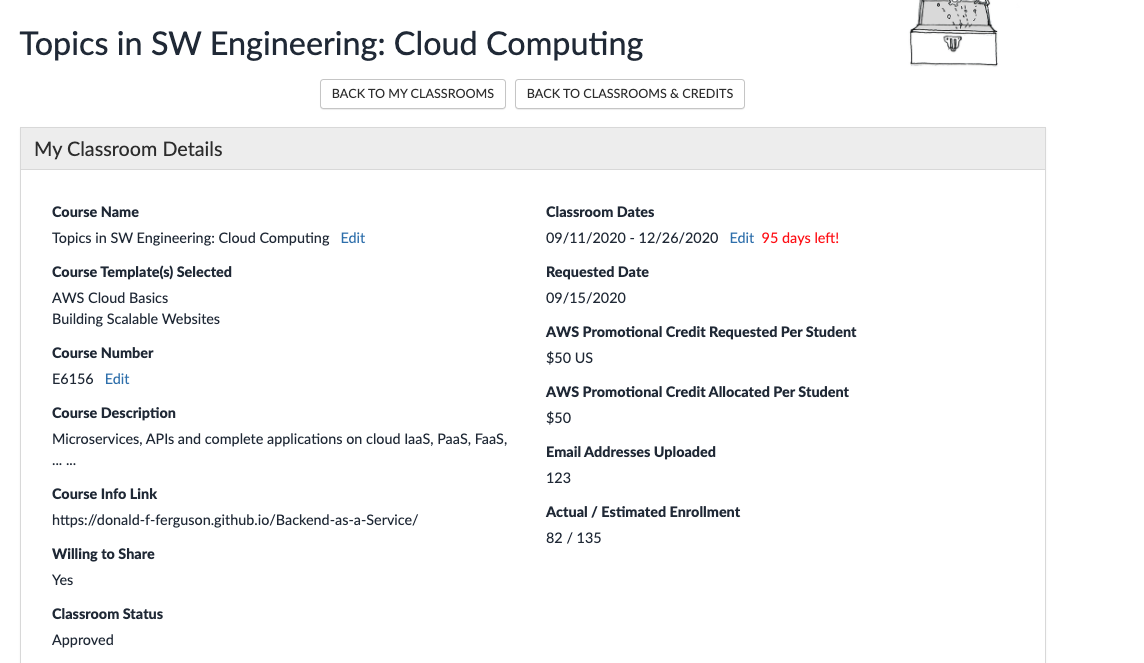 Topics in SW Engineering: Cloud Computing
BACK TO MY CLASSROOMS BACK TO CLASSROOMS & CREDITS
My Classroom Details
Course Name
Topics in SW Engineering: Cloud Computing Edit
Course Template(s) Selected
AWS Cloud Basics
Building Scalable Websites
Course Number
E6156 Edit
Course Description
Microservices, APIs and complete applications on cloud IaaS, PaaS, FaaS,
... ...
Course Info Link
https://donald-f-ferguson.github.io/Backend-as-a-Service/
Willing to Share
Yes
Classroom Status
Approved
Classroom Dates
09/11/2020 - 12/26/2020 Edit 95 days left!
Requested Date
09/15/2020
AWS Promotional Credit Requested Per Student
$50 US
AWS Promotional Credit Allocated Per Student
$50
Email Addresses Uploaded
123
Actual / Estimated Enrollment
82 / 135